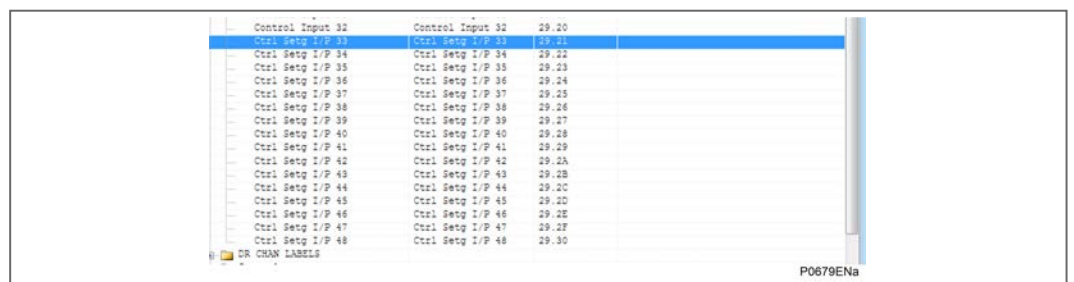 Control Input 32 Control Input 32 29.20
Ctrl Setg I/P 33 Ctrl Setg I/P 33 29.21
Ctrl Setg I/P 34 Ctrl Setg I/P 34 29.22
Ctrl Setg I/P 35 Ctrl Setg I/P 35 29.23
Ctrl Setg I/P 36 Ctrl Setg I/P 36 29.24
Ctrl Setg I/P 37 Ctrl Setg I/P 37 29.25
Ctrl Setg I/P 38 Ctrl Setg I/P 38 29.26
Ctrl Setg I/P 39 Ctrl Setg I/P 39 29.27
Ctrl Setg I/P 40 Ctrl Setg I/P 40 29.28
Ctrl Setg I/P 41 Ctrl Setg I/P 41 29.29
Ctrl Setg I/P 42 Ctrl Setg I/P 42 29.2A
Ctrl Setg I/P 43 Ctrl Setg I/P 43 29.2B
Ctrl Setg I/P 44 Ctrl Setg I/P 44 29.2C
Ctrl Setg I/P 45 Ctrl Setg I/P 45 29.2D
Ctrl Setg I/P 46 Ctrl Setg I/P 46 29.2E
Ctrl Setg I/P 47 Ctrl Setg I/P 47 29.2F
Ctrl Setg I/P 48 Ctrl Setg I/P 48 29.30
DR CHAN LABELS
P0679ENa